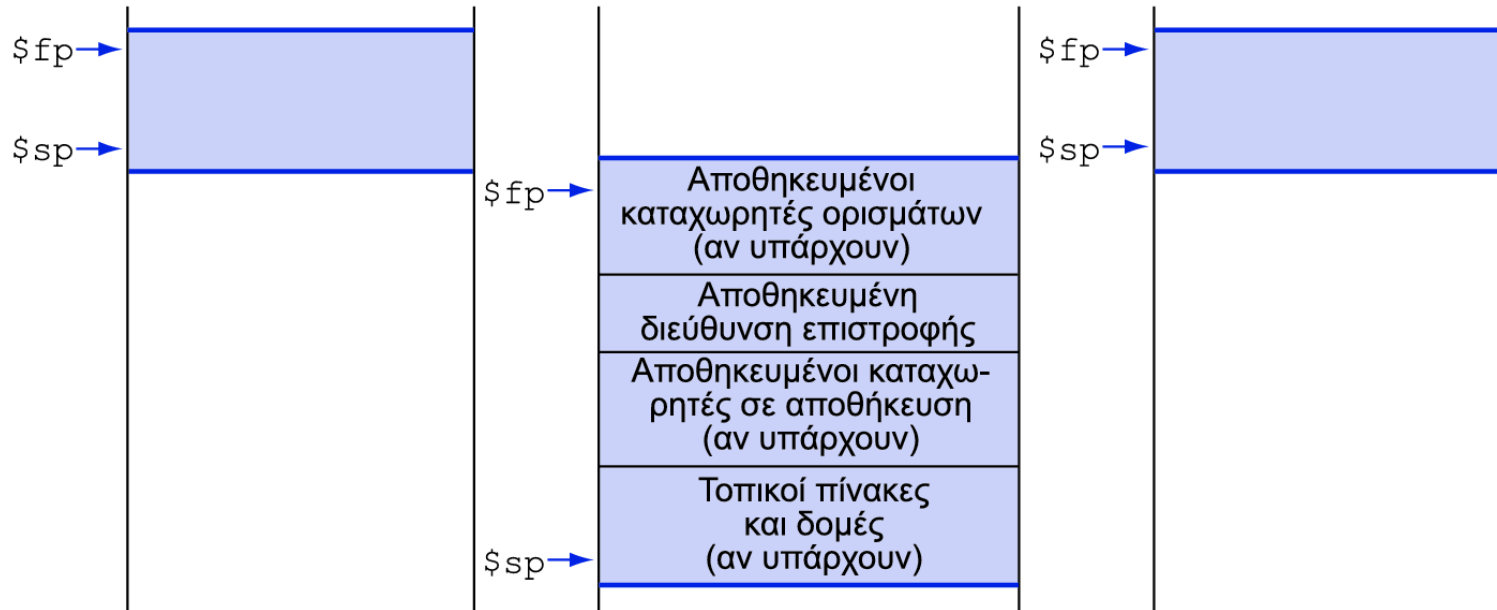 $fp
$sp
$fp
Αποθηκευμένοι
καταχωρητές ορισμάτων
(αν υπάρχουν)
Αποθηκευμένη
διεύθυνση επιστροφής
Αποθηκευμένοι καταχω-
ρητές σε αποθήκευση
(αν υπάρχουν)
Τοπικοί πίνακες
και δομές
(αν υπάρχουν)
$sp
$fp
$sp